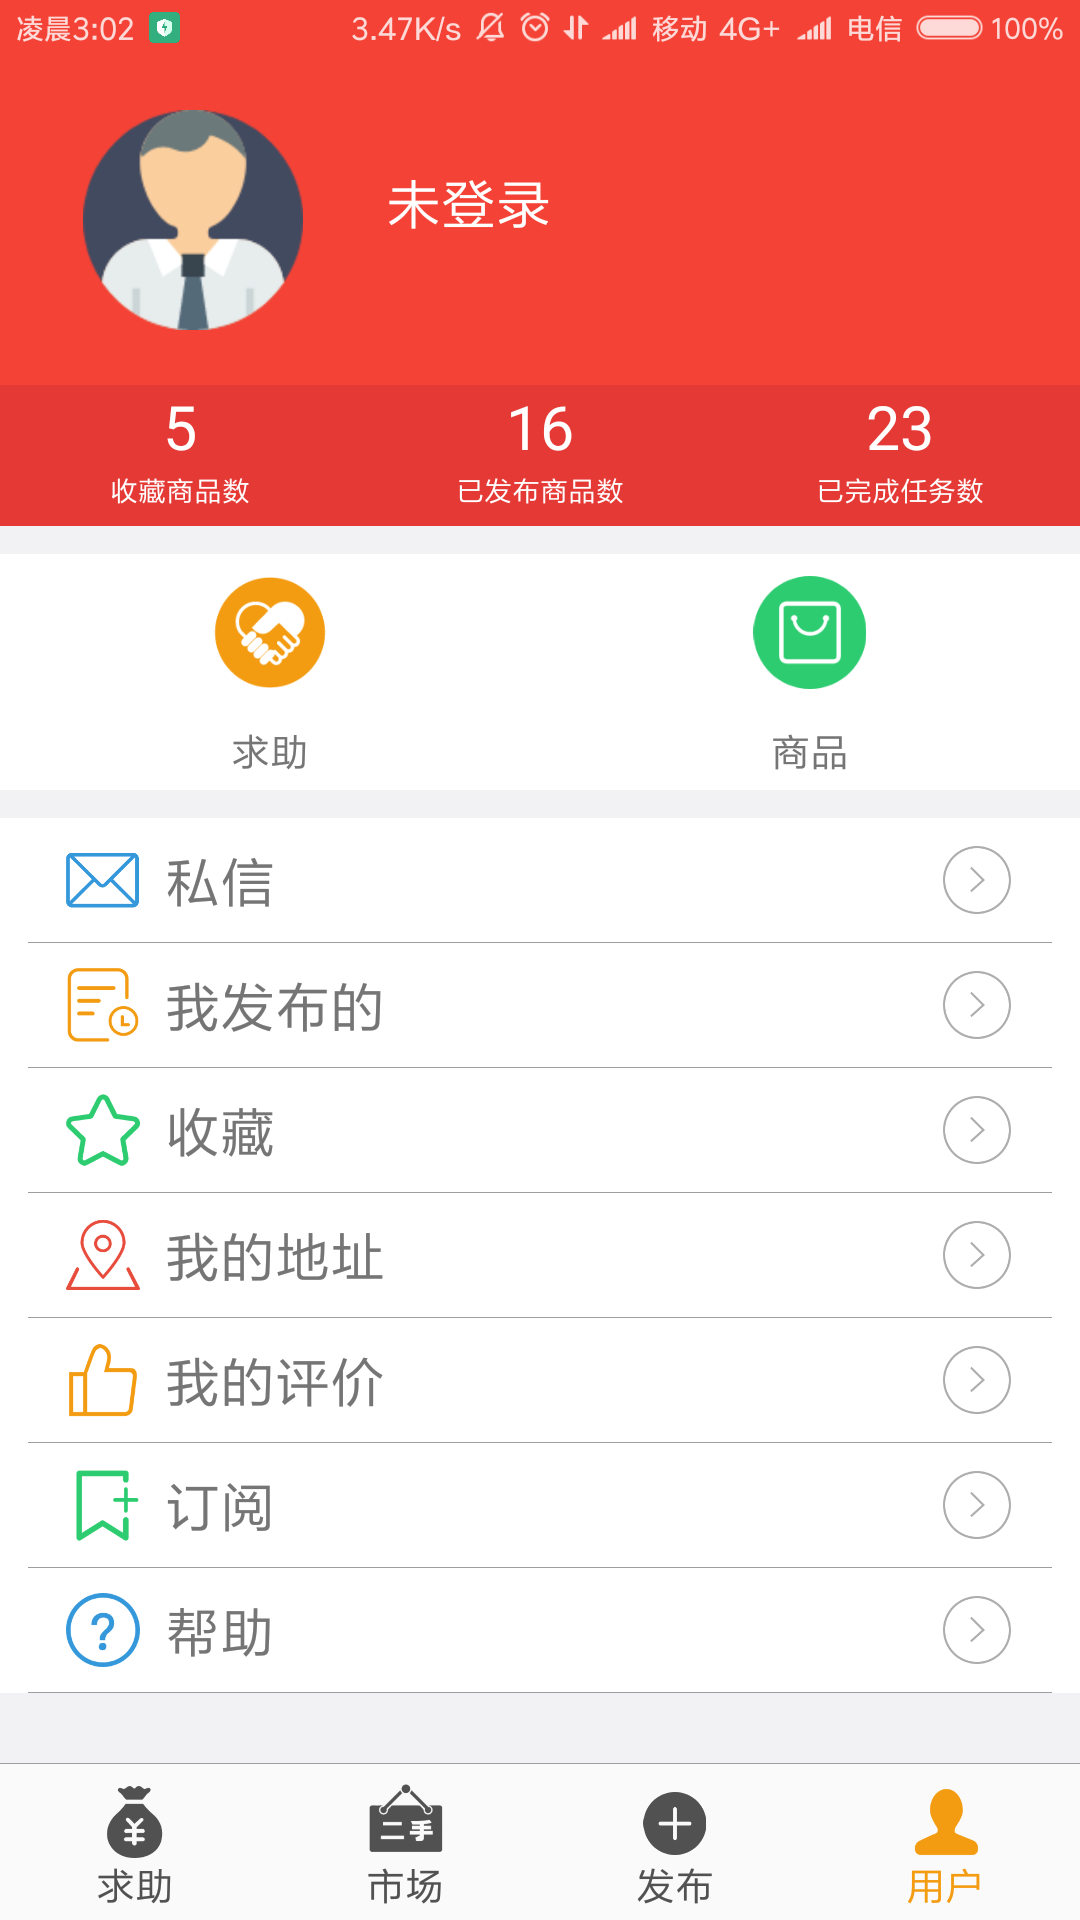 凌晨3:02 3.47K/s 移动 4G+ 电信 100%
未登录
5 16 23
收藏商品数 已发布商品数 已完成任务数
求助 商品
私信
我发布的
收藏
我的地址
我的评价
订阅
? 帮助
¥ 二手
求助 市场 发布 用户